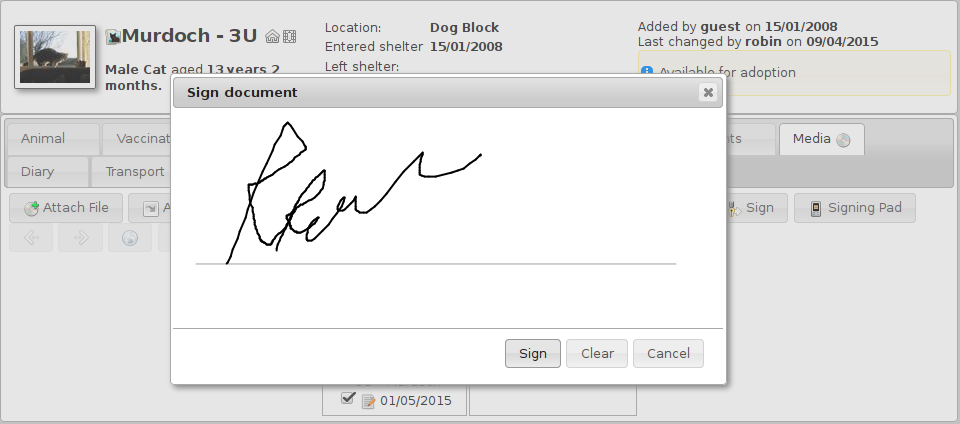 Murdoch - 3U
Male Cat aged 13 years 2
months.
Location: Dog Block
Entered shelter 15/01/2008
Left shelter:
Added by guest on 15/01/2008
Last changed by robin on 09/04/2015
Available for adoption
Sign document
Animal
Media
Diary
Transport
Attach File
Sign
Signing Pad
Sign
Clear
Cancel
01/05/2015